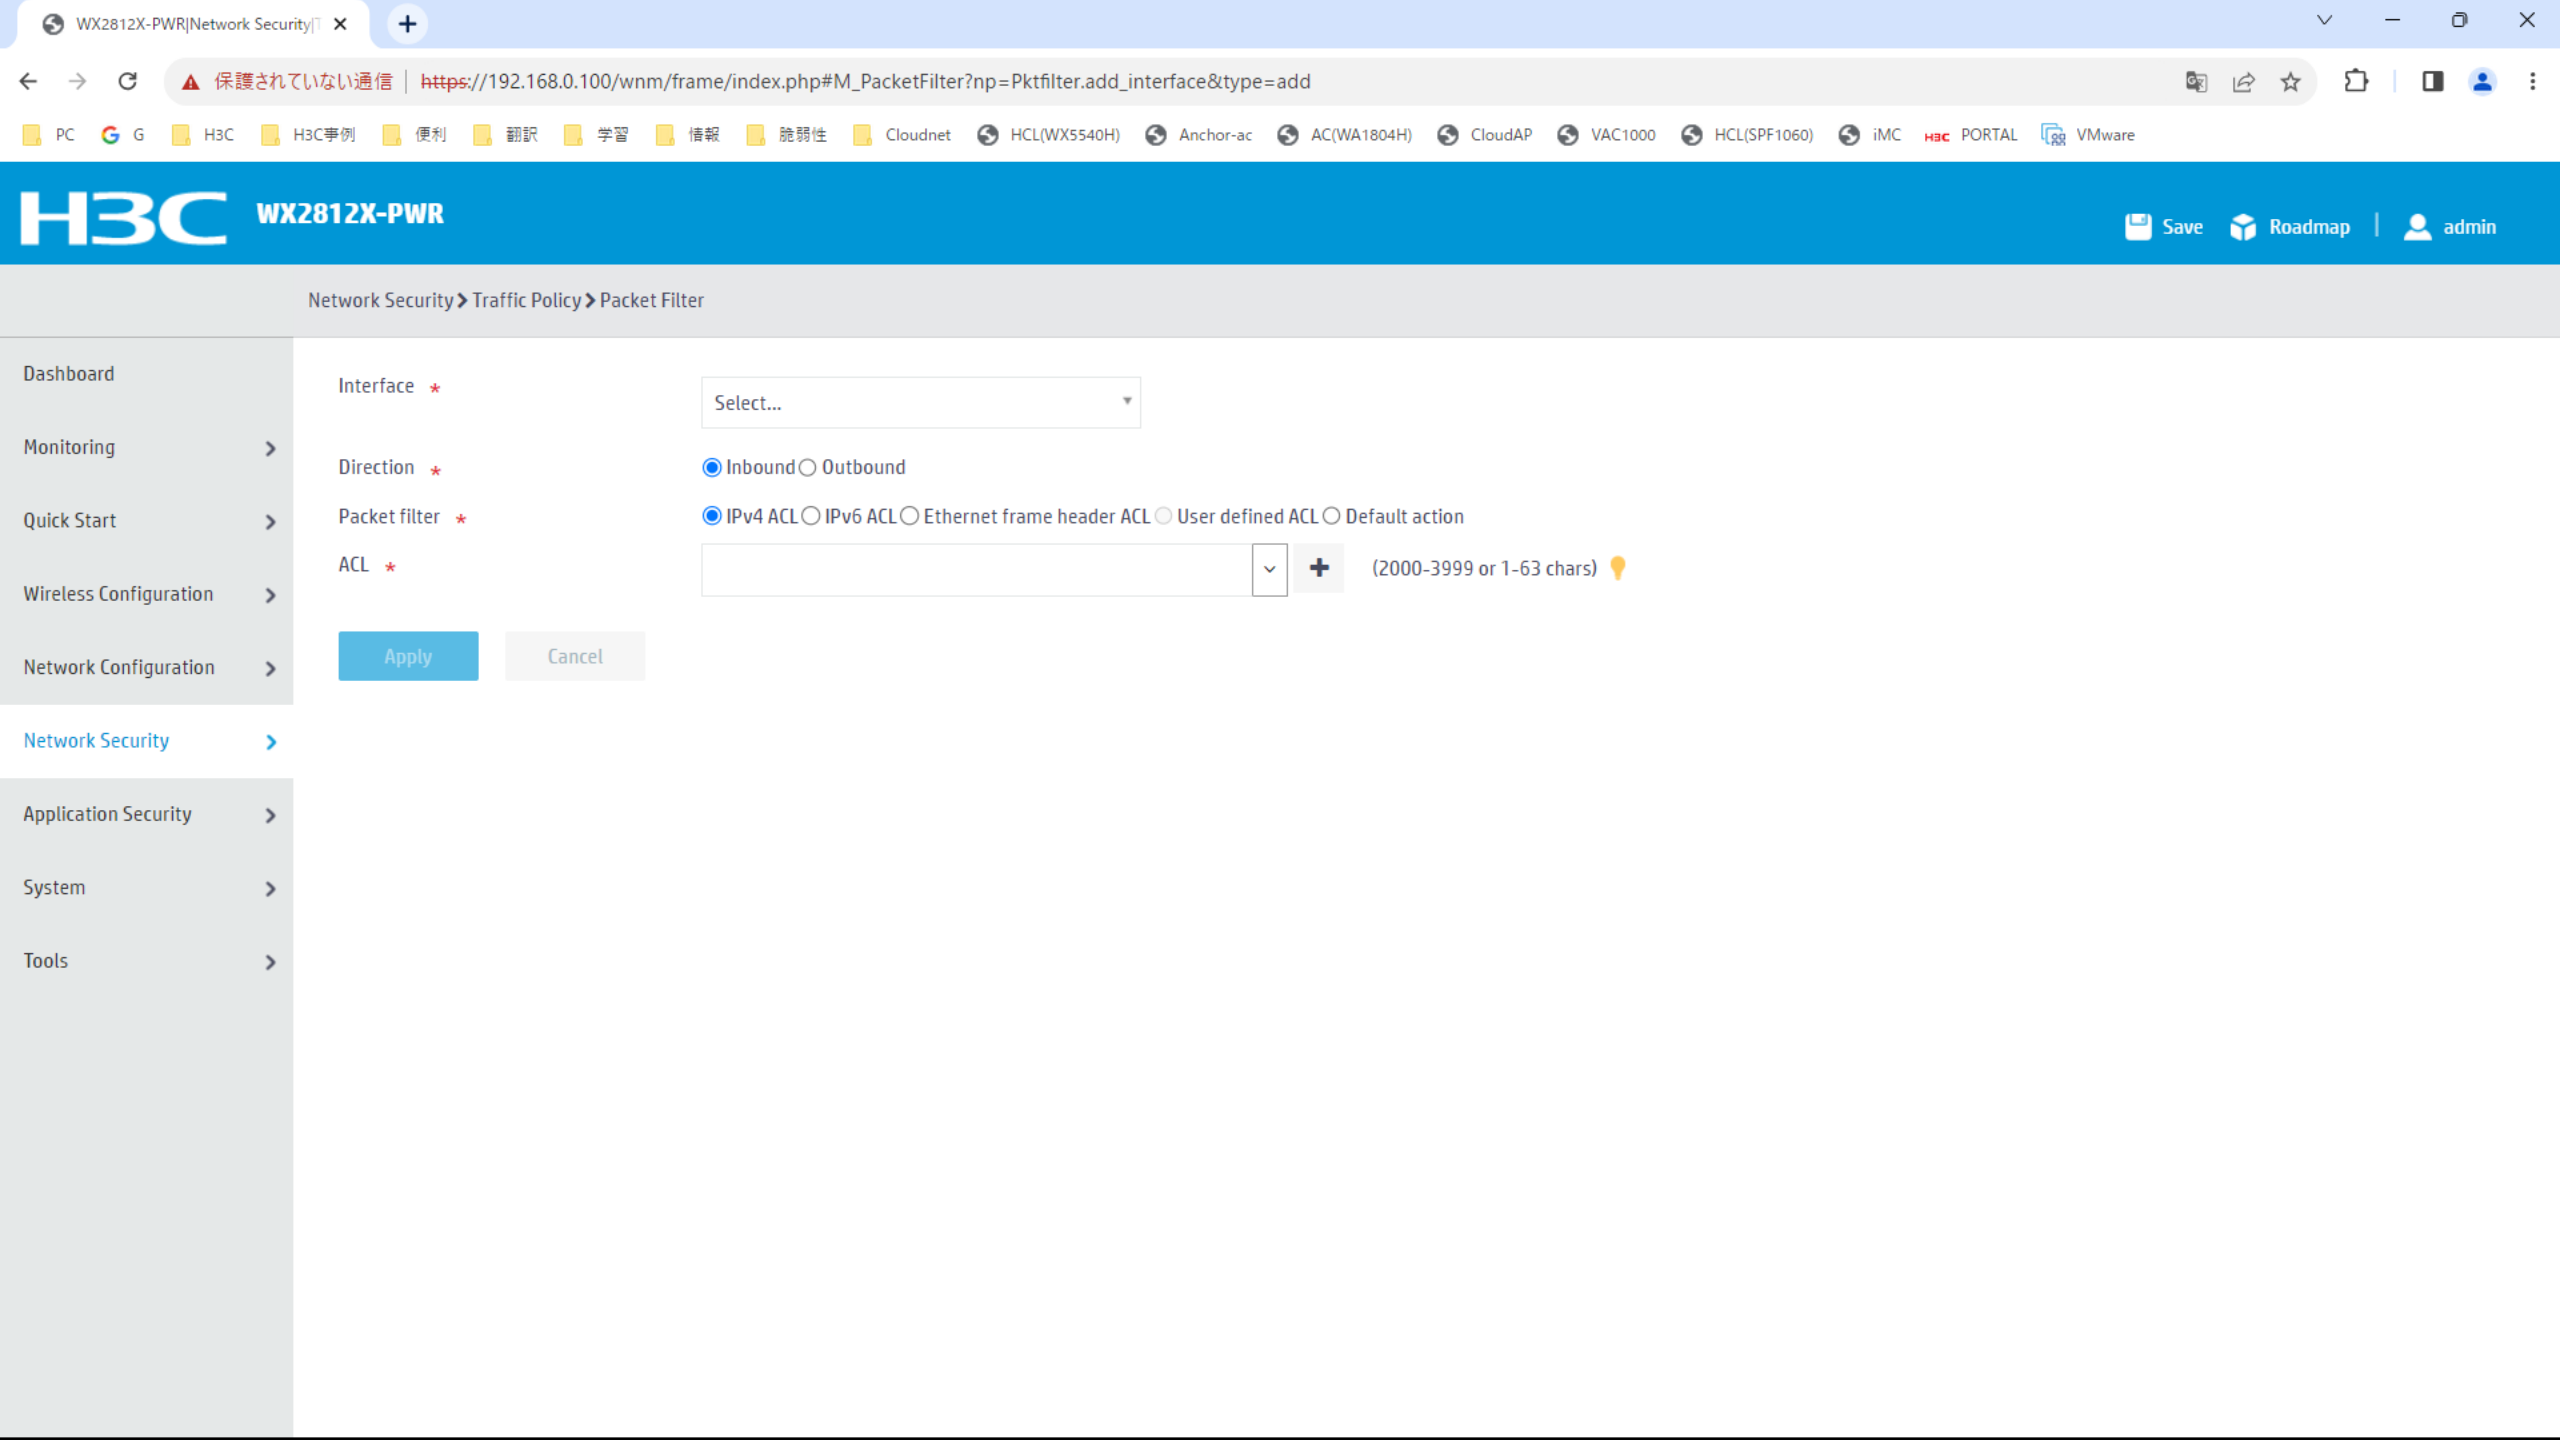 WX2812X-PWR|Network Security|T
保護されていない通信 https://192.168.0.100/wnm/frame/index.php#M_PacketFilter?np=Pktfilter.add_interface&type=add
PC G H3C H3C事例 便利 翻訳 学習 情報 脆弱性 Cloudnet HCL(WX5540H) Anchor-ac AC(WA1804H) CloudAP VAC1000 HCL(SPF1060) iMC H3C PORTAL VMware
H3C WX2812X-PWR
Save Roadmap admin
Network Security Traffic Policy Packet Filter
Dashboard
Monitoring
Quick Start
Wireless Configuration
Network Configuration
Network Security
Application Security
System
Tools
Interface * Select...
Direction * Inbound Outbound
Packet filter * IPv4 ACL IPv6 ACL Ethernet frame header ACL User defined ACL Default action
ACL * (2000-3999 or 1-63 chars)
Apply Cancel